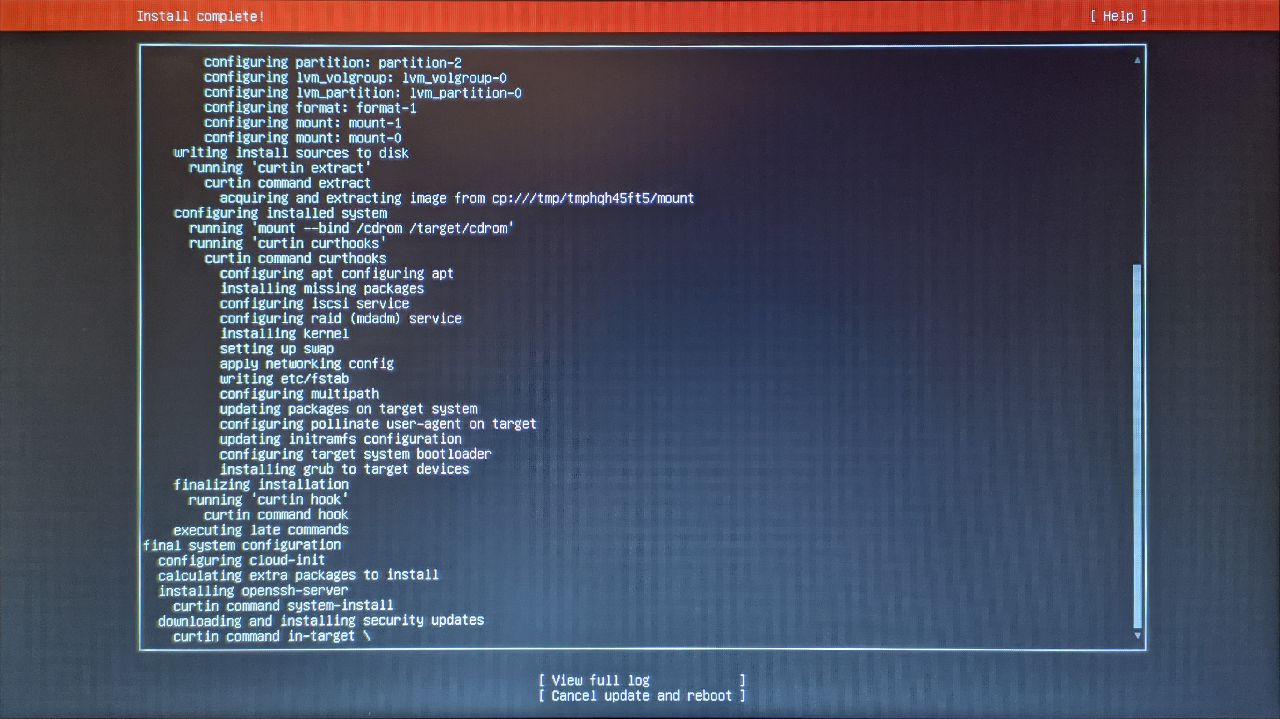 Install complete!
[ Help ]
configuring partition: partition-2
configuring lvm_volgroup: lvm_volgroup-0
configuring lvm_partition: lvm_partition-0
configuring format: format-1
configuring mount: mount-1
configuring mount: mount-0
writing install sources to disk
running 'curtin extract'
curtin command extract
acquiring and extracting image from cp:///tmp/tmphqh45ft5/mount
configuring installed system
running 'mount --bind /cdrom /target/cdrom'
running 'curtin curthooks'
curtin command curthooks
configuring apt configuring apt
installing missing packages
configuring iscsi service
configuring raid (mdadm) service
installing kernel
setting up swap
apply networking config
writing etc/fstab
configuring multipath
updating packages on target system
configuring pollinate user-agent on target
updating initramfs configuration
configuring target system bootloader
installing grub to target devices
finalizing installation
running 'curtin hook'
curtin command hook
executing late commands
final system configuration
configuring cloud-init
calculating extra packages to install
installing openssh-server
curtin command system-install
downloading and installing security updates
curtin command in-target \
[ View full log ]
[ Cancel update and reboot ]